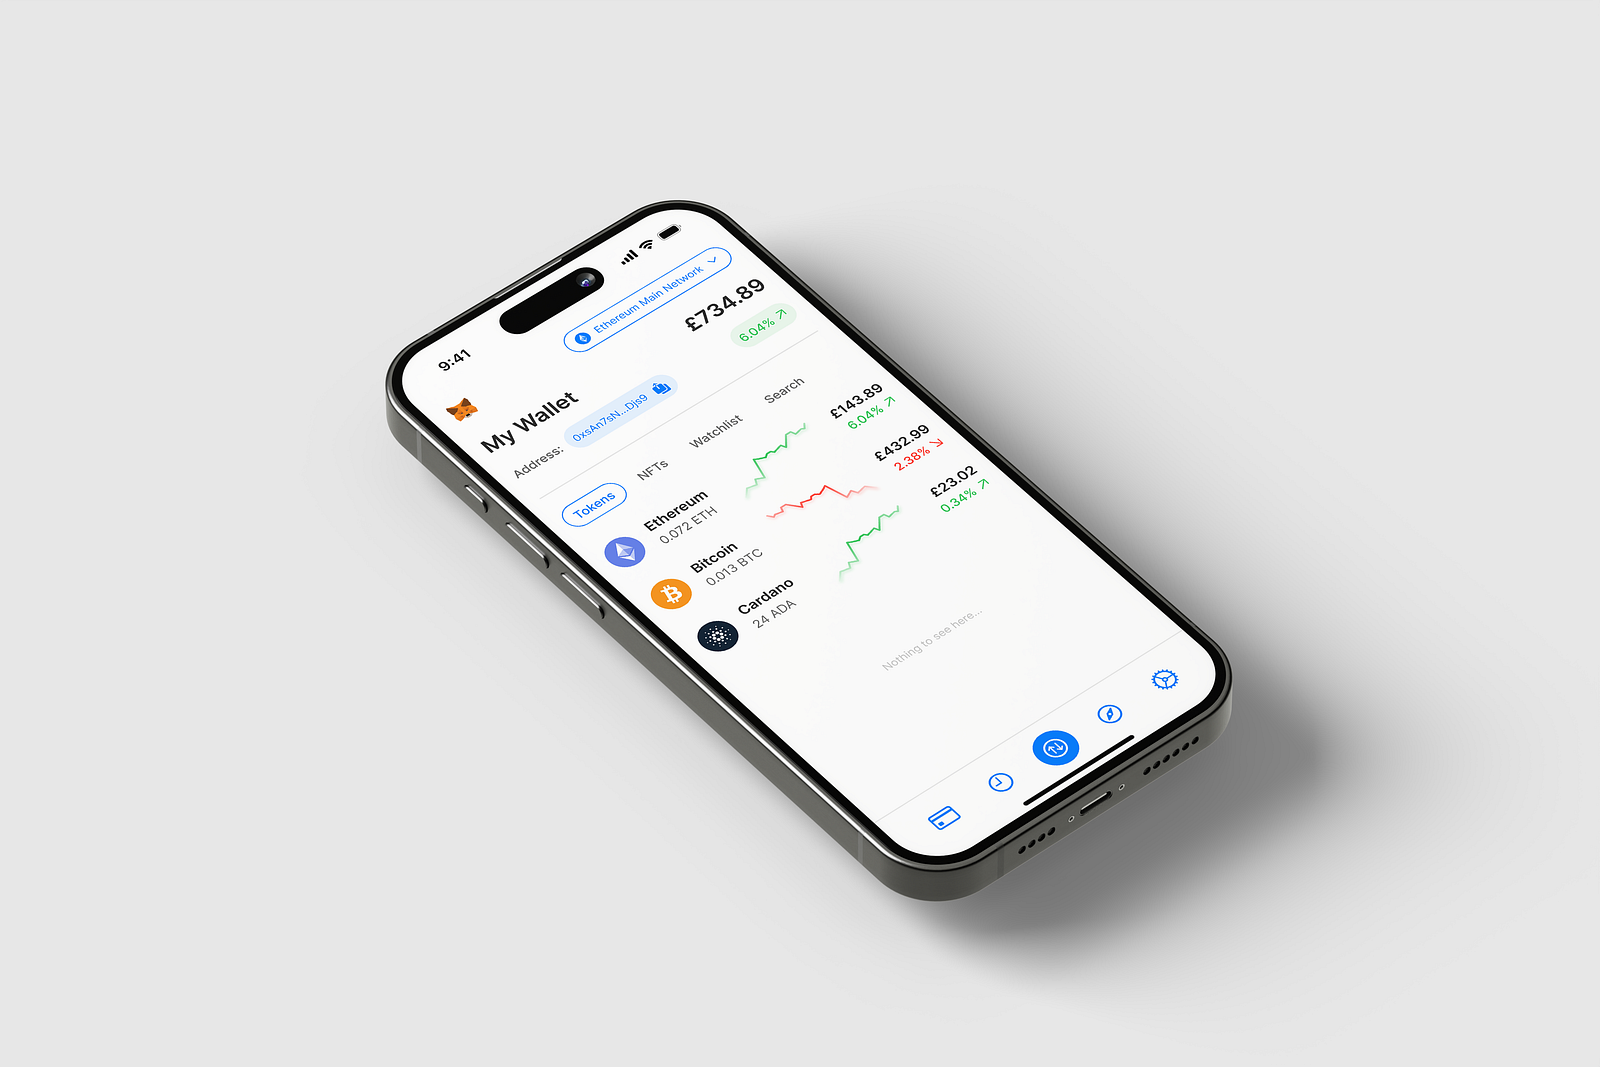 9:41
Ethereum Main Network
My Wallet
£734.89
Address: 0xsAn7sN...Djs9
6.04%
Tokens NFTs Watchlist Search
Ethereum
0.072 ETH
£143.89
6.04%
Bitcoin
0.013 BTC
£432.99
2.38%
Cardano
24 ADA
£23.02
0.34%
Nothing to see here...